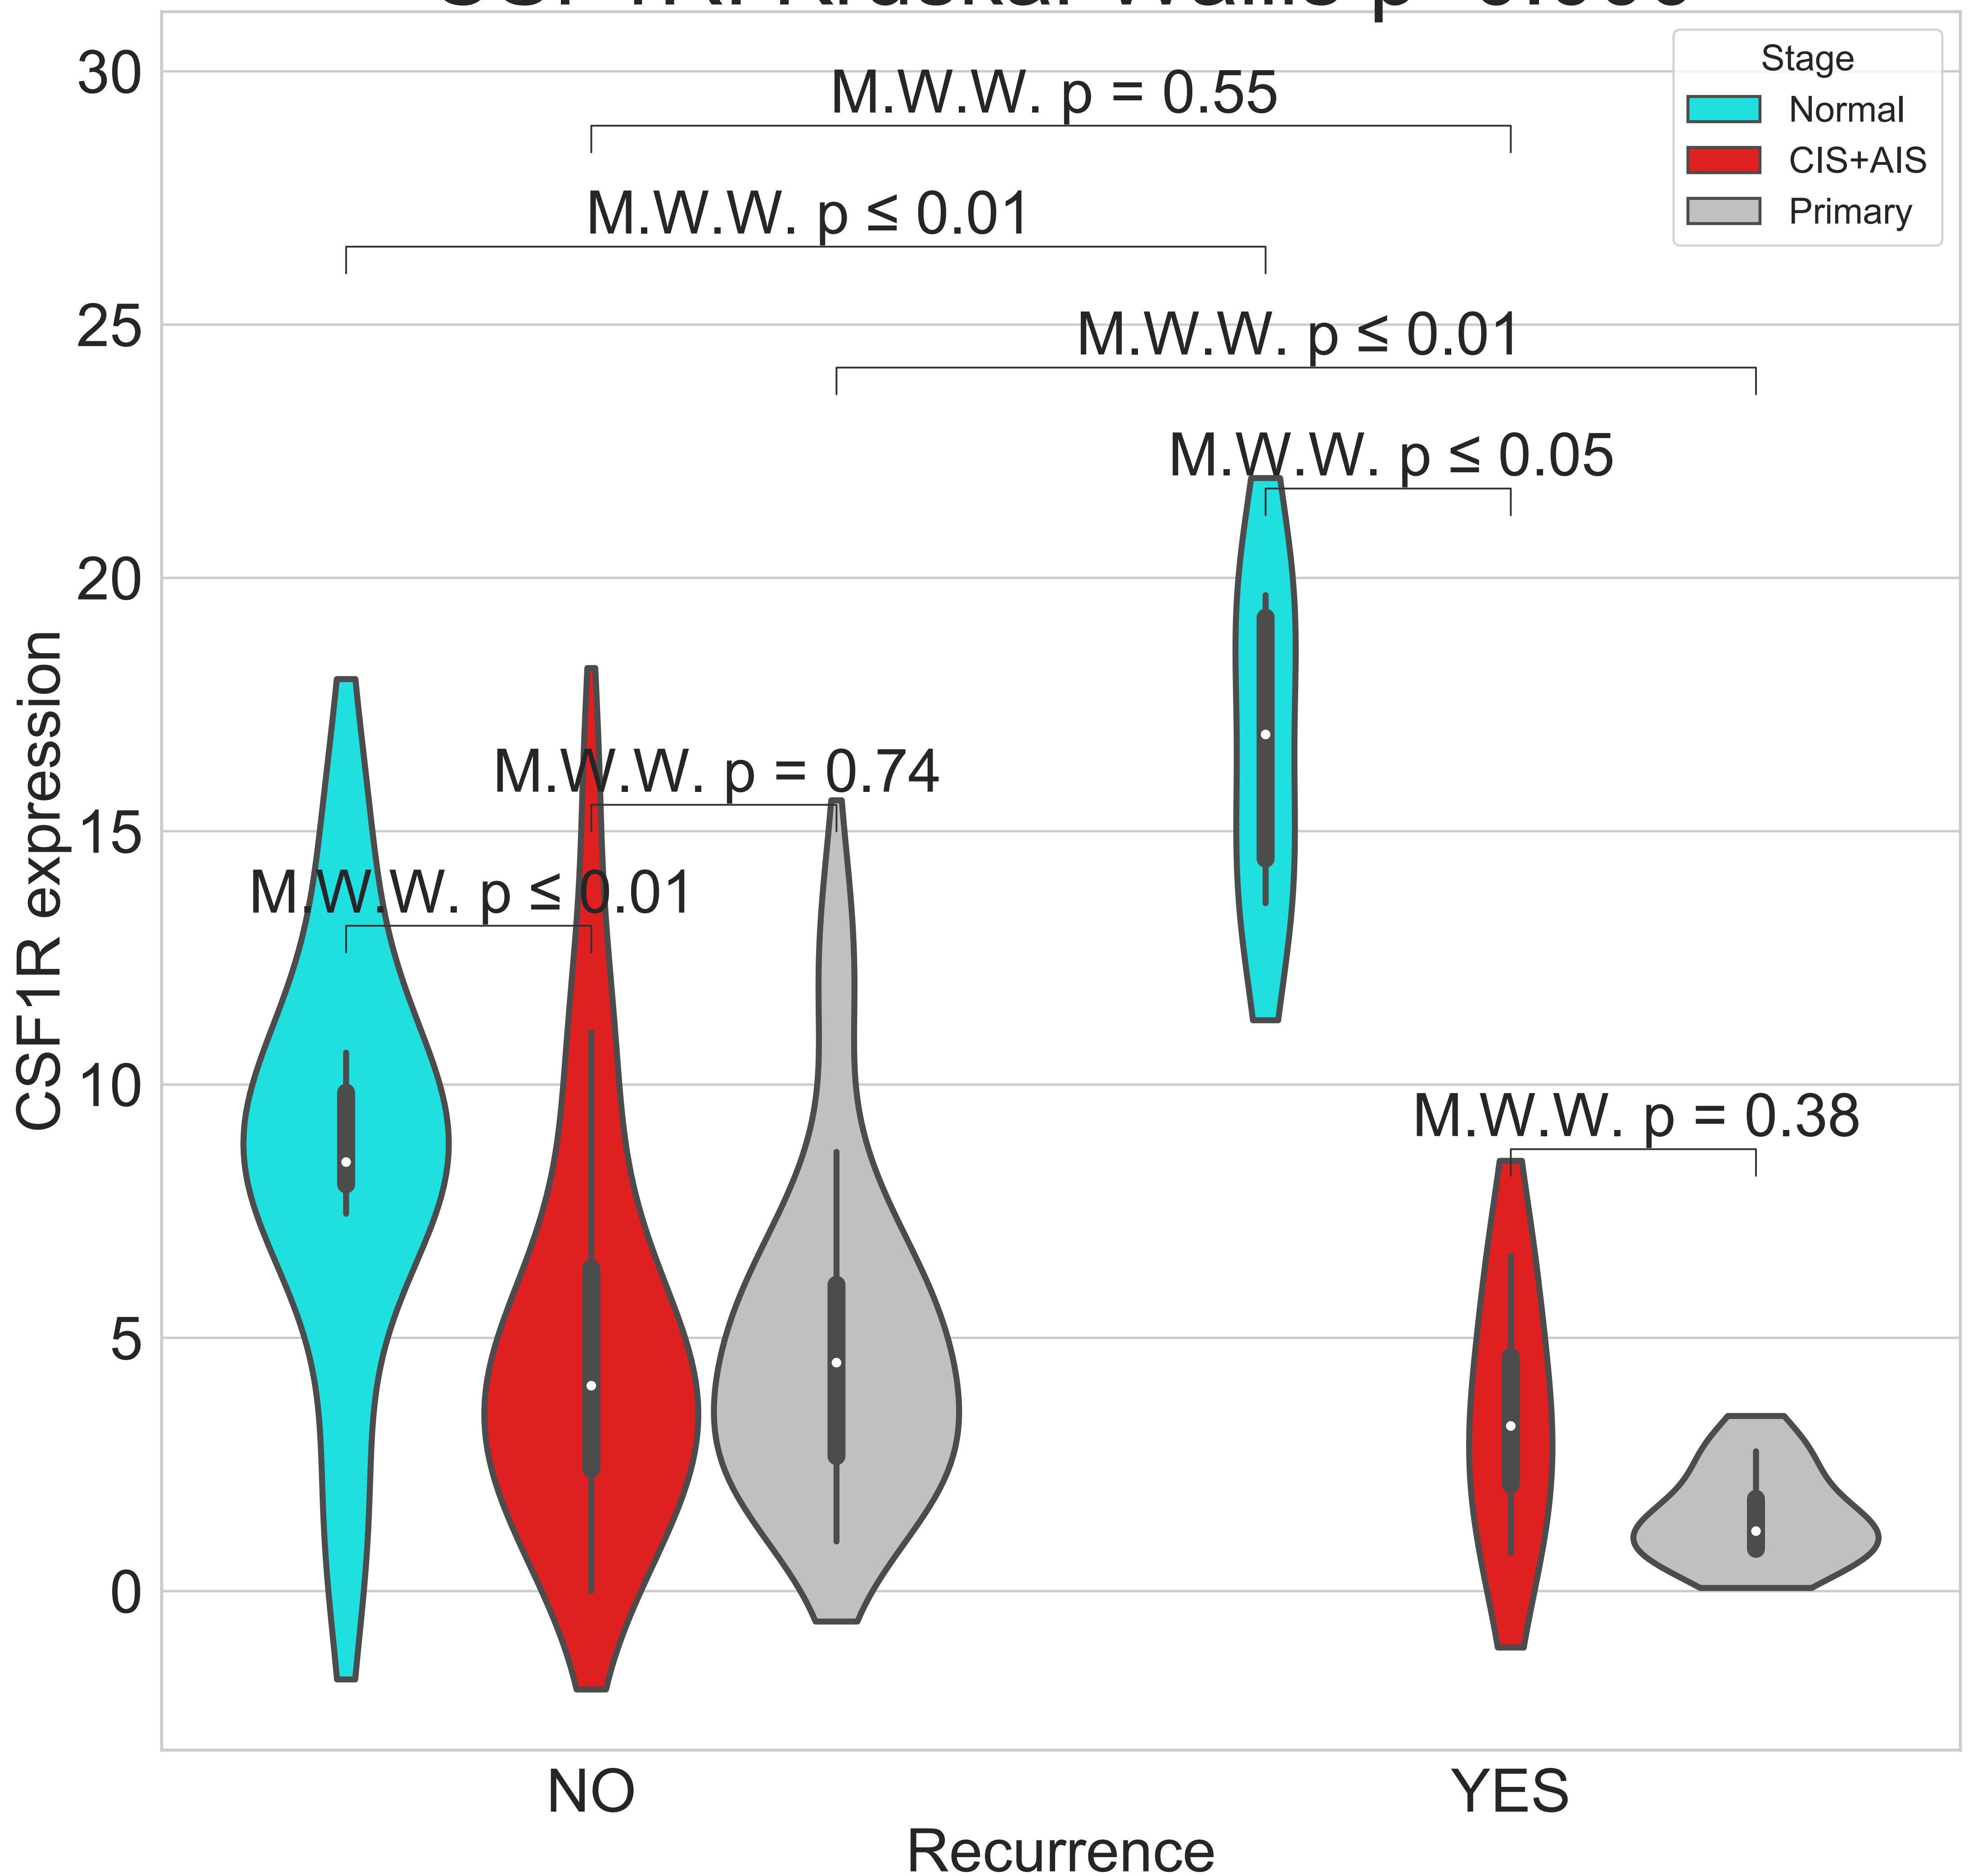 30
25
20
15
10
5
0
CSF1R expression
Stage
Normal
CIS+AIS
Primary
M.W.W. p = 0.55
M.W.W. p ≤ 0.01
M.W.W. p ≤ 0.01
M.W.W. p ≤ 0.05
M.W.W. p = 0.74
M.W.W. p ≤ 0.01
M.W.W. p = 0.38
NO
YES
Recurrence